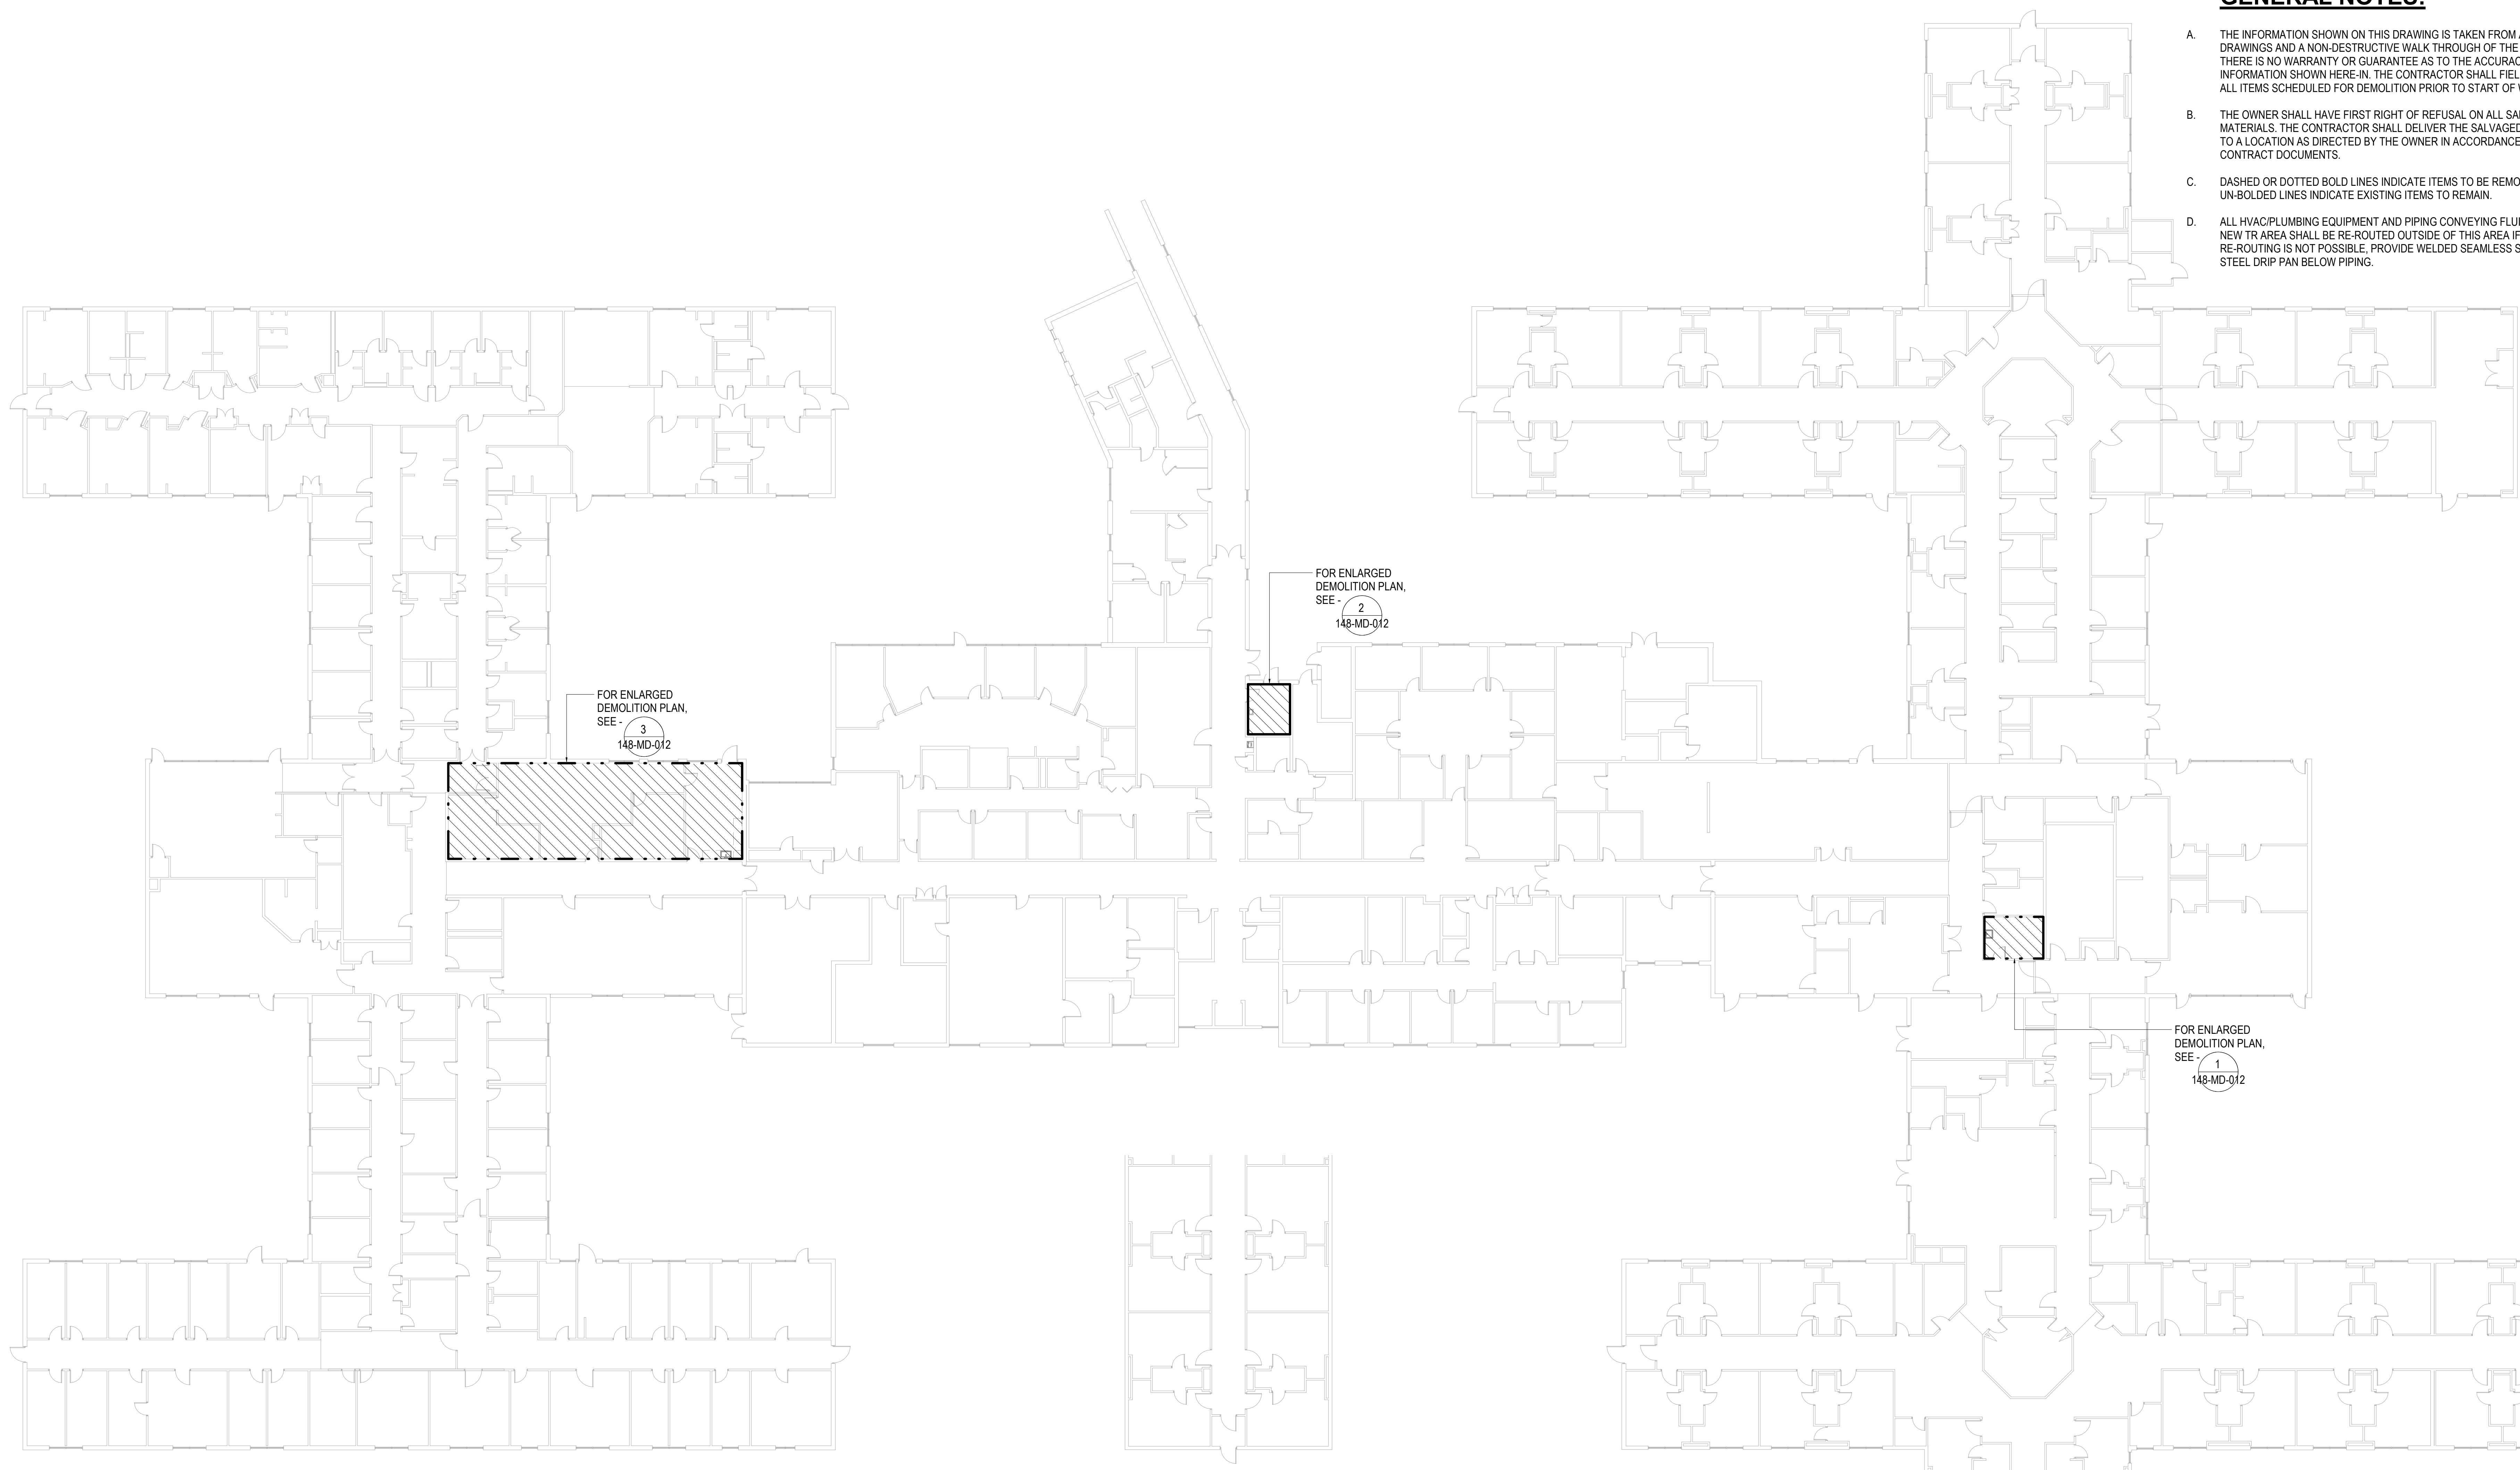 GENERAL NOTES:
A. THE INFORMATION SHOWN ON THIS DRAWING IS TAKEN FROM
DRAWINGS AND A NON-DESTRUCTIVE WALK THROUGH OF THE
THERE IS NO WARRANTY OR GUARANTEE AS TO THE
INFORMATION SHOWN HERE-IN. THE CONTRACTOR SHALL
ALL ITEMS SCHEDULED FOR DEMOLITION PRIOR TO START OF
B. THE OWNER SHALL HAVE FIRST RIGHT OF REFUSAL ON ALL
MATERIALS. THE CONTRACTOR SHALL DELIVER THE SALVAGED
TO A LOCATION AS DIRECTED BY THE OWNER IN ACCORDANCE
CONTRACT DOCUMENTS.
C. DASHED OR DOTTED BOLD LINES INDICATE ITEMS TO BE
UN-BOLDED LINES INDICATE EXISTING ITEMS TO REMAIN.
D. ALL HVAC/PLUMBING EQUIPMENT AND PIPING CONVEYING
NEW TR AREA SHALL BE RE-ROUTED OUTSIDE OF THIS AREA IF
RE-ROUTING IS NOT POSSIBLE, PROVIDE WELDED SEAMLESS
STEEL DRIP PAN BELOW PIPING.
FOR ENLARGED
DEMOLITION PLAN,
SEE -
2
148-MD-012
FOR ENLARGED
DEMOLITION PLAN,
SEE -
3
148-MD-012
FOR ENLARGED
DEMOLITION PLAN,
SEE -
1
148-MD-012